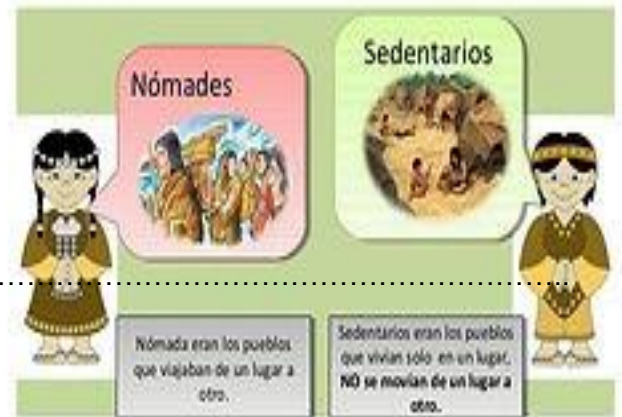 Nómades
Sedentarios
Nómada eran los pueblos
que viajaban de un lugar a
otro.
Sedentarios eran los pueblos
que vivian solo en un lugar,
NO se movían de un lugar a
otro.